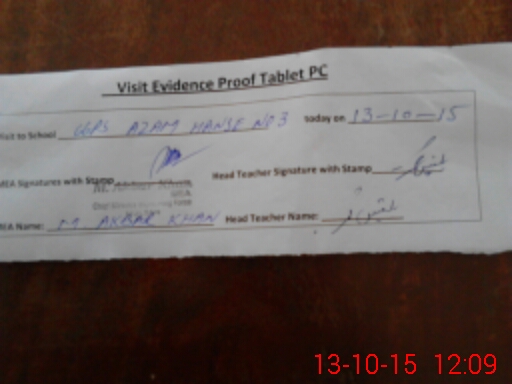 Visit Evidence Proof Tablet PC
isit to School GGPS AZAM HANSE NO 3 today on 13-10-15
MEA Signatures with Stamp Head Teacher Signature with Stamp
MEA Name: M AKBAR KHAN Head Teacher Name:
13-10-15 12:09